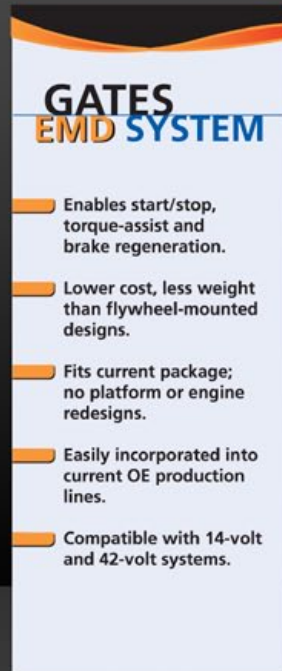 GATES
EMD SYSTEM
Enables start/stop,
torque-assist and
brake regeneration.
Lower cost, less weight
than flywheel-mounted
designs.
Fits current package;
no platform or engine
redesigns.
Easily incorporated into
current OE production
lines.
Compatible with 14-volt
and 42-volt systems.